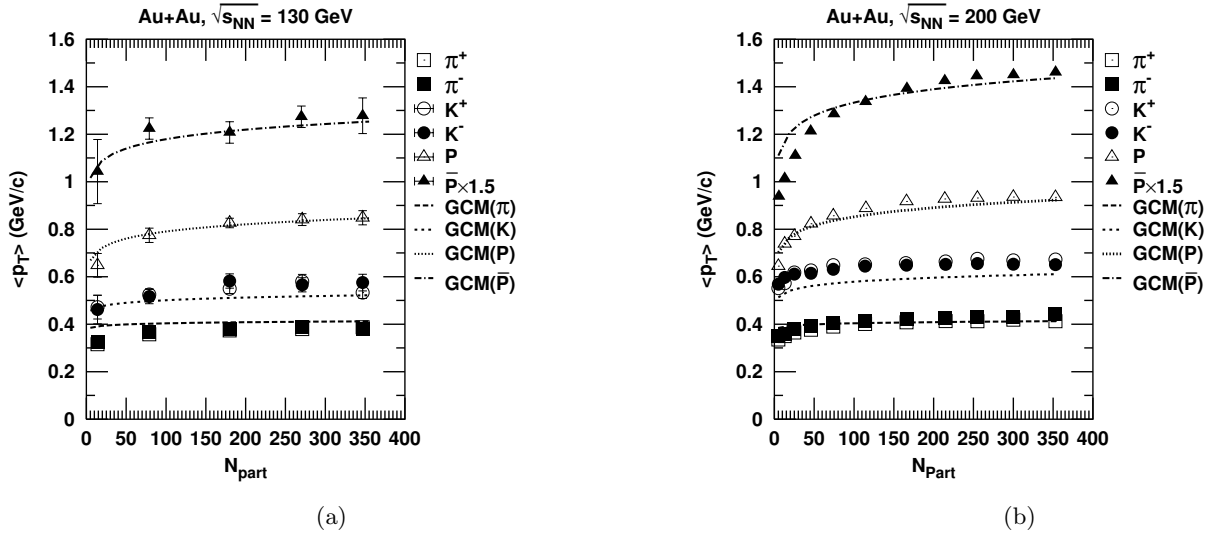 Au+Au, √sNN = 130 GeV
1.6
1.4
1.2
1
0.8
0.6
0.4
0.2
0
<pT> (GeV/c)
0 50 100 150 200 250 300 350 400
Npart
π+
π-
K+
K-
P
P̅×1.5
GCM(π)
GCM(K)
GCM(P)
GCM(P̅)
(a)
Au+Au, √sNN = 200 GeV
1.6
1.4
1.2
1
0.8
0.6
0.4
0.2
0
<pT> (GeV/c)
0 50 100 150 200 250 300 350 400
NPart
π+
π-
K+
K-
P
P̅×1.5
GCM(π)
GCM(K)
GCM(P)
GCM(P̅)
(b)